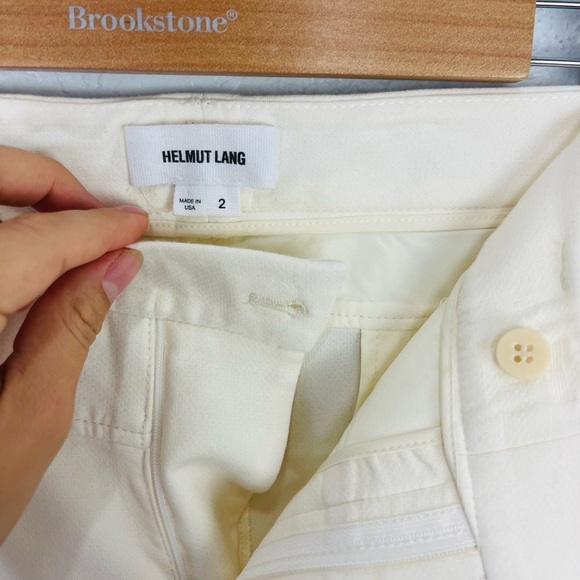 Brookstone®
HELMUT LANG
MADE IN
USA
2